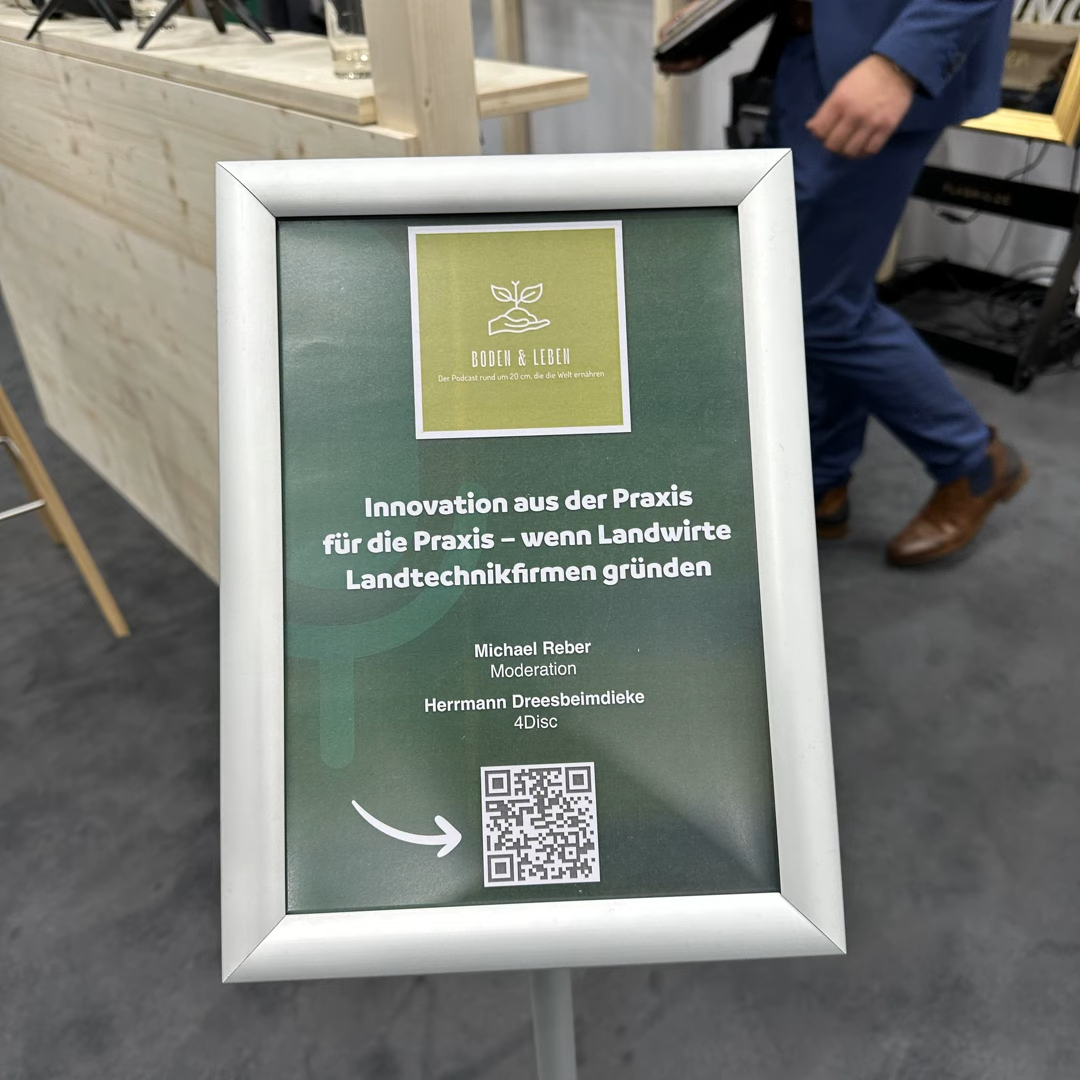 BODEN & LEBEN
Der Podcast rund um 20 cm, die die Welt ernähren
Innovation aus der Praxis
für die Praxis – wenn Landwirte
Landtechnikfirmen gründen
Michael Reber
Moderation
Herrmann Dreesbeimdieke
4Disc